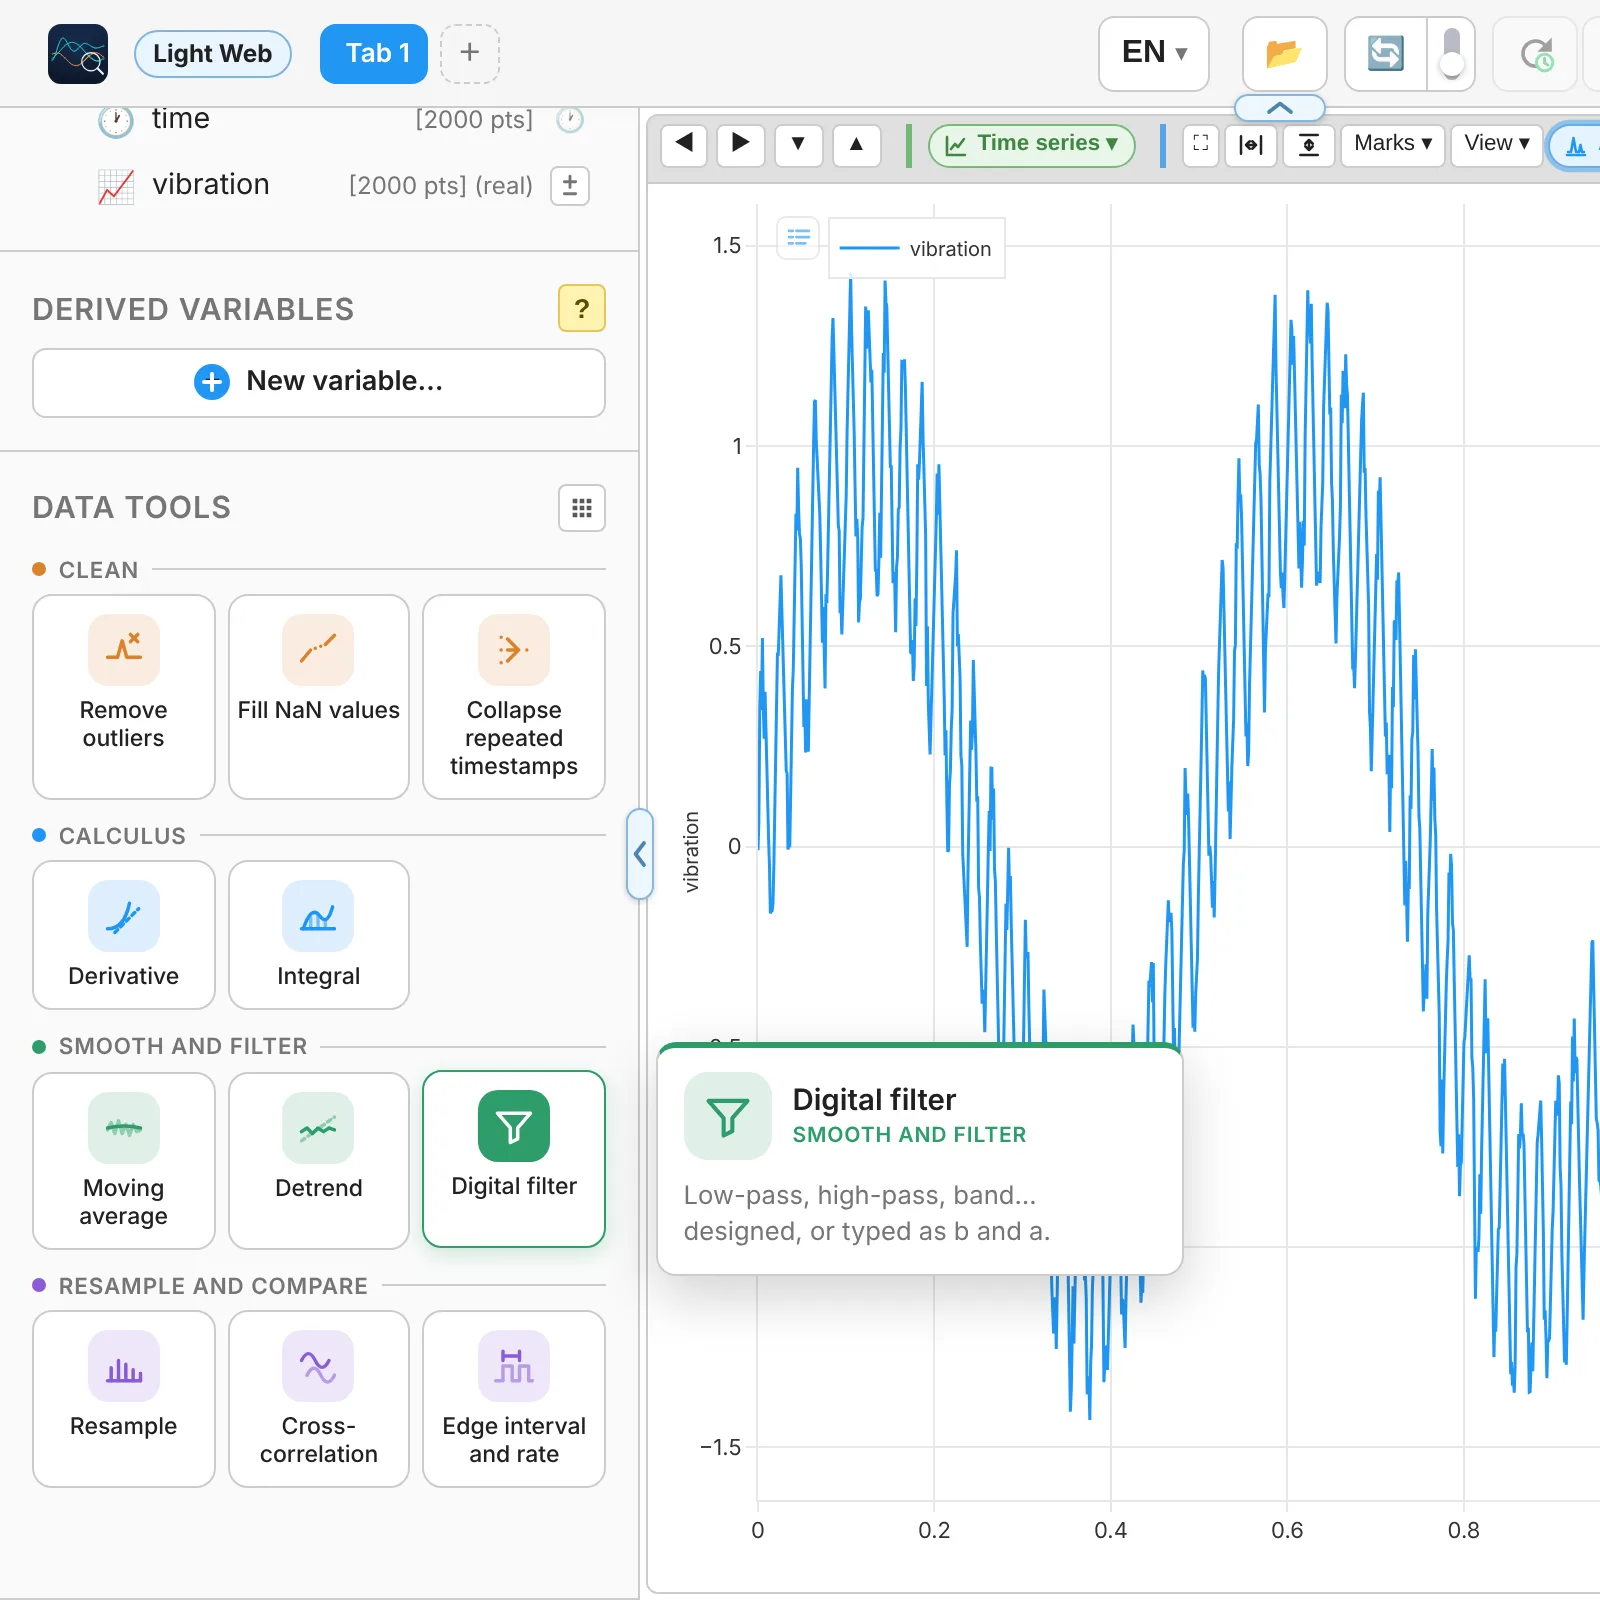 Light Web
Tab 1
+
EN ▾
time [2000 pts]
vibration [2000 pts] (real)
DERIVED VARIABLES ?
New variable...
DATA TOOLS
CLEAN
Remove
outliers
Fill NaN values
Collapse
repeated
timestamps
CALCULUS
Derivative
Integral
SMOOTH AND FILTER
Moving
average
Detrend
Digital filter
RESAMPLE AND COMPARE
Resample
Cross-
correlation
Edge interval
and rate
Time series ▾
Marks ▾
View ▾
vibration
1.5
1
0.5
0
−1.5
vibration
0
0.2
0.4
0.6
0.8
Digital filter
SMOOTH AND FILTER
Low-pass, high-pass, band...
designed, or typed as b and a.